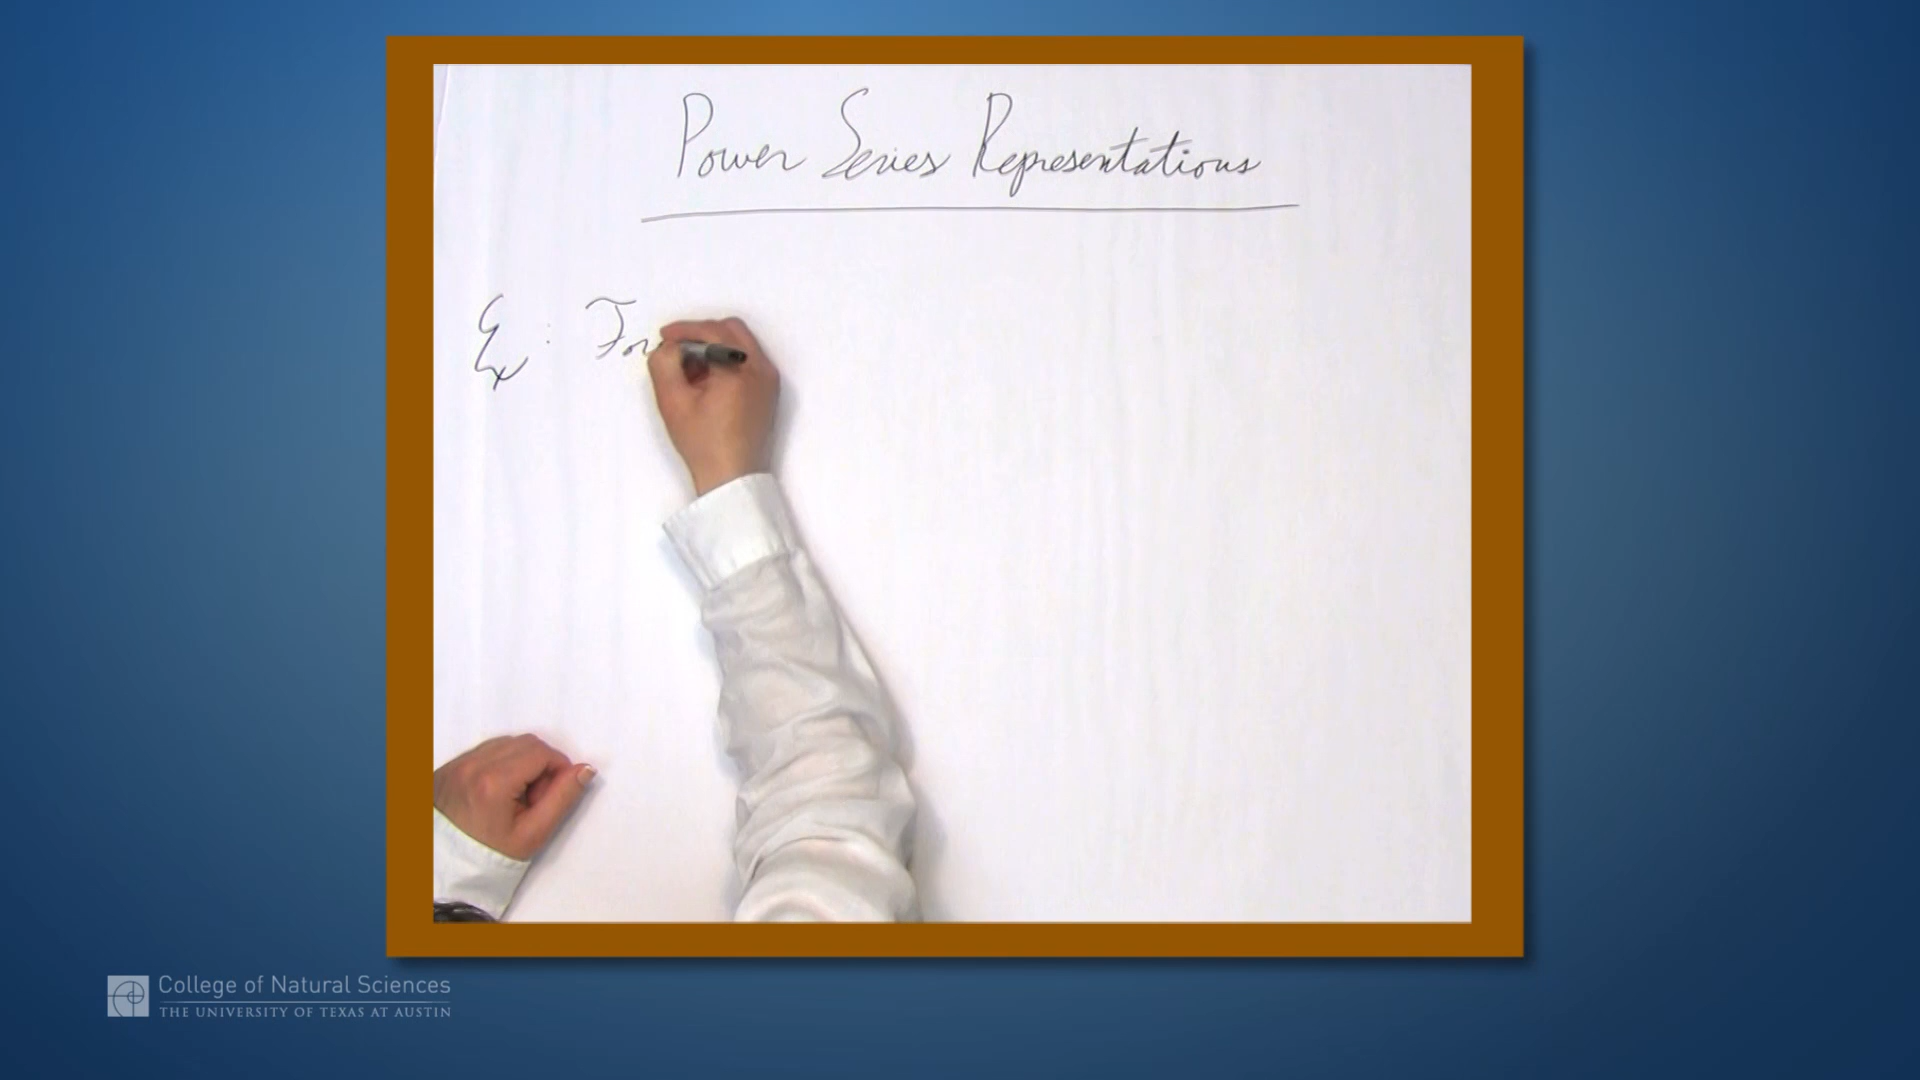 Power Series Representations
Ex: For
College of Natural Sciences
THE UNIVERSITY OF TEXAS AT AUSTIN